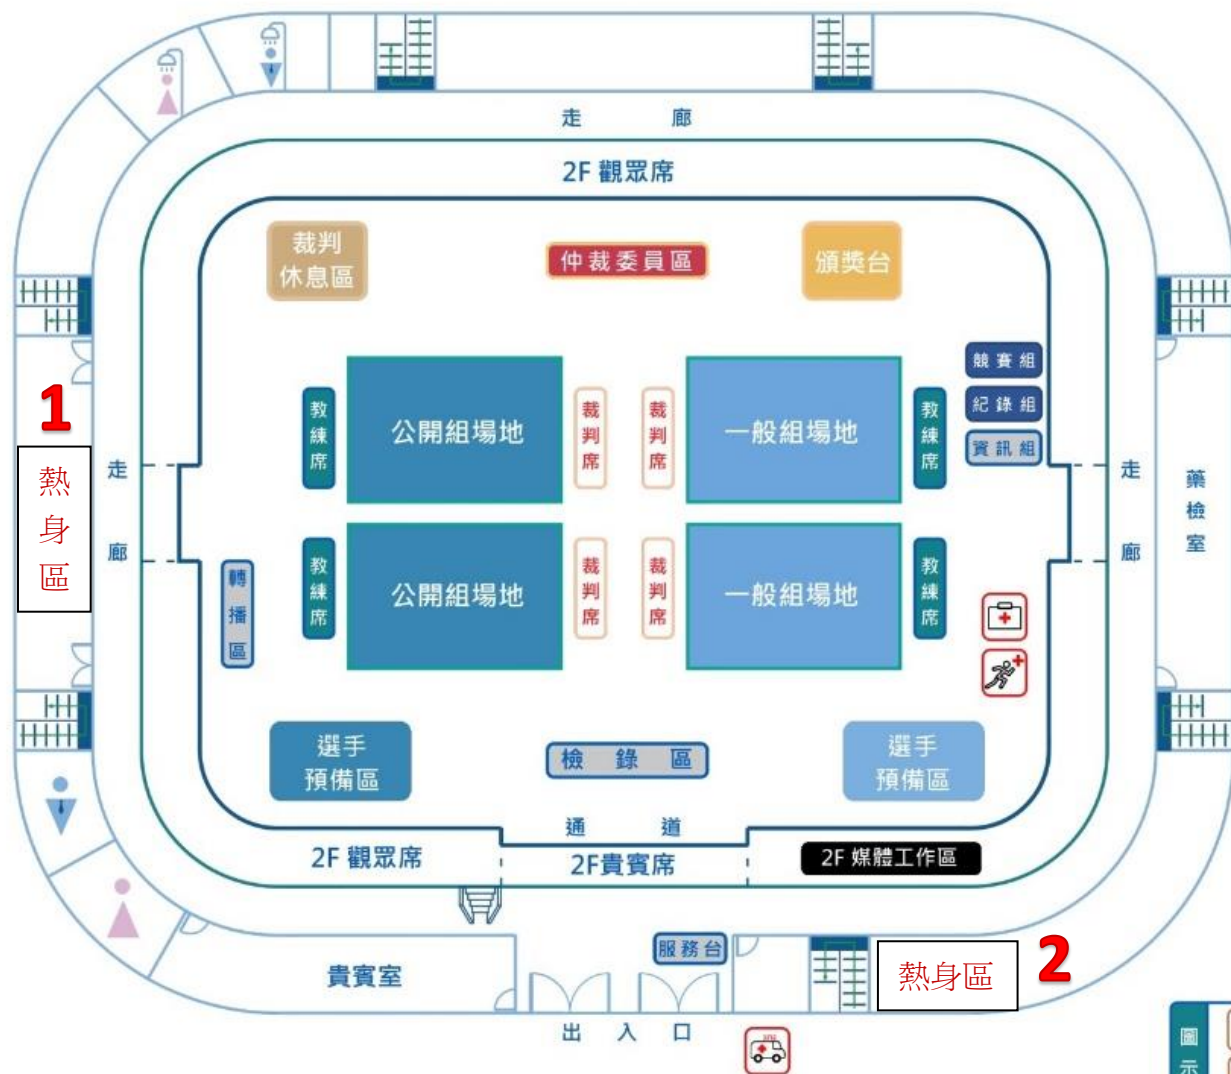 走廊
2F 觀眾席
裁判
休息區
仲裁委員區
頒獎台
1
熱身區
走廊
教練席
公開組場地
裁判席
裁判席
一般組場地
教練席
競賽組
紀錄組
資訊組
走廊
藥檢室
轉播區
教練席
公開組場地
裁判席
裁判席
一般組場地
教練席
選手
預備區
檢錄區
選手
預備區
通道
2F 觀眾席
2F貴賓席
2F 媒體工作區
貴賓室
服務台
熱身區
2
出入口
圖示